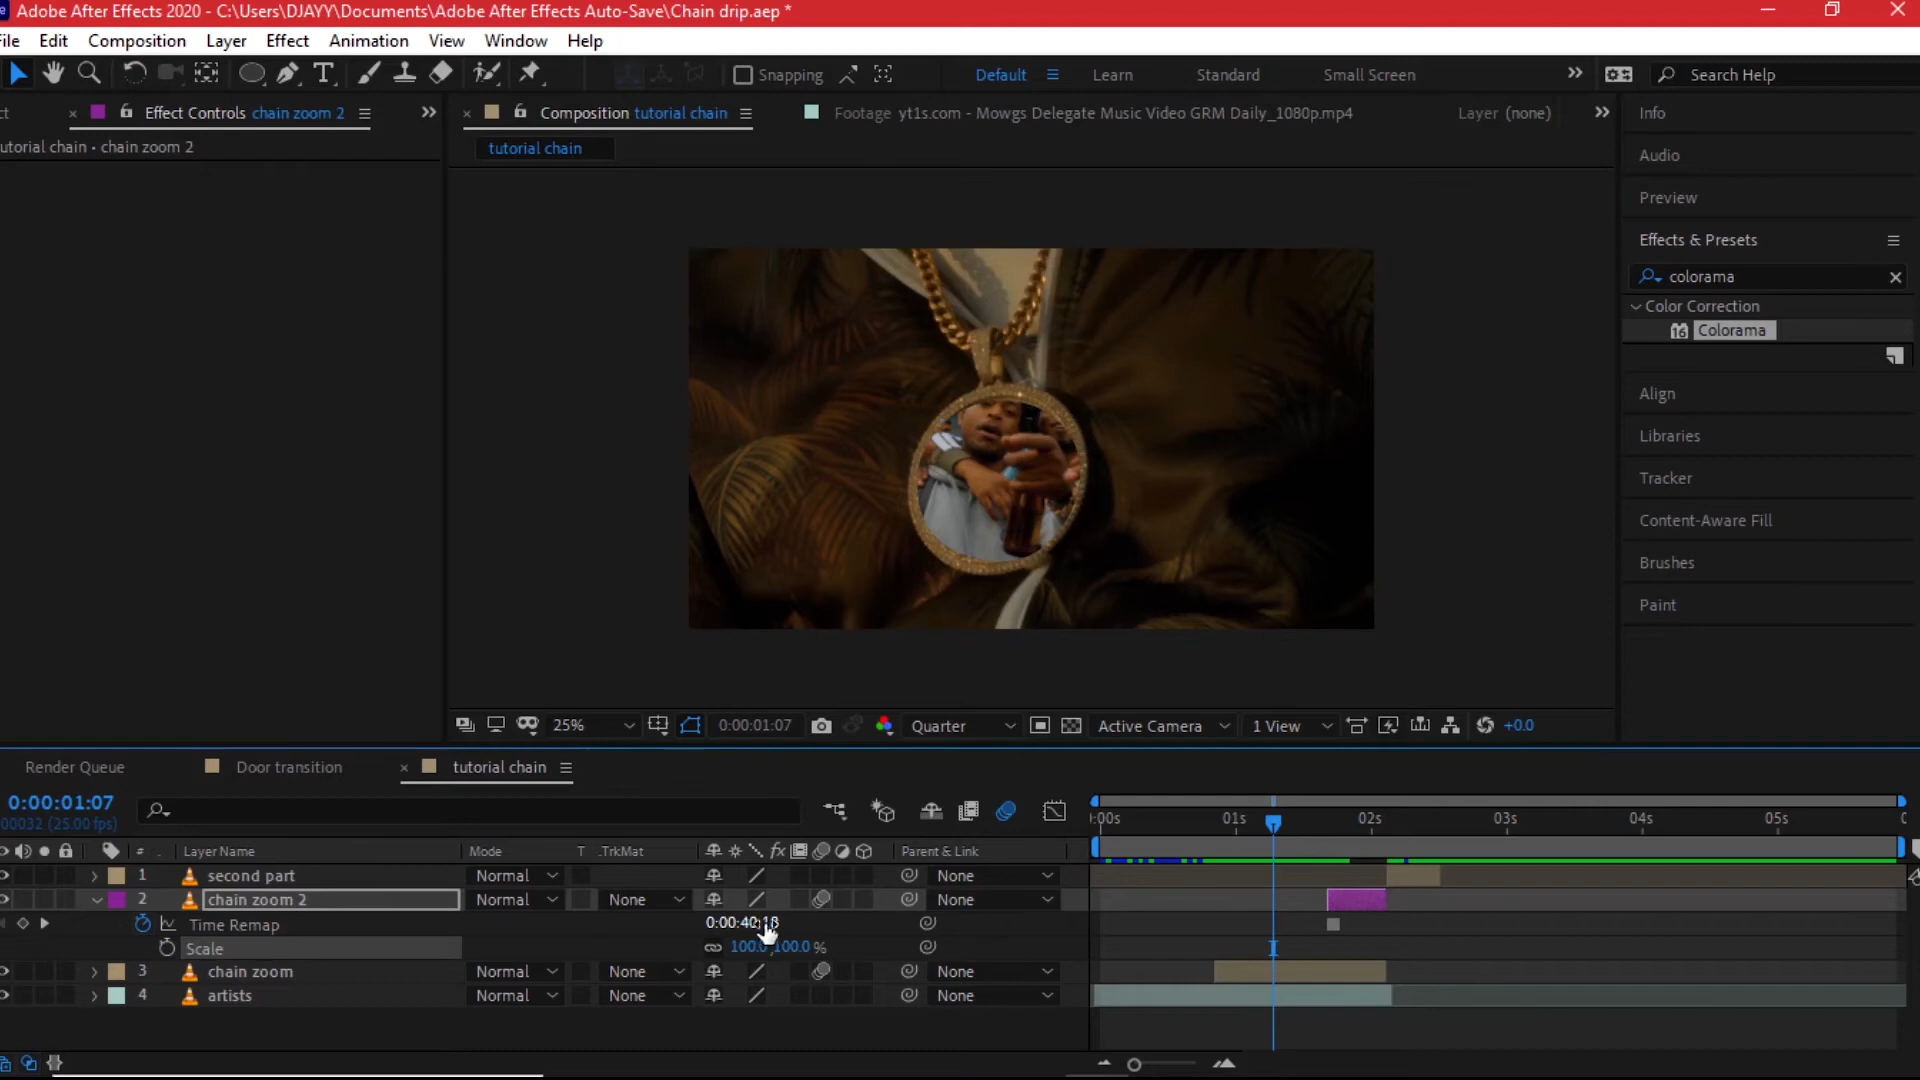 Adobe After Effects 2020 - C:\Users\DJAYY\Documents\Adobe After Effects Auto-Save\Chain drip.aep *
File Edit Composition Layer Effect Animation View Window Help
Snapping Default Learn Standard Small Screen Search Help
Effect Controls chain zoom 2
Composition tutorial chain
Footage yt1s.com - Mowgs Delegate Music Video GRM Daily_1080p.mp4
Layer (none)
Info
utorial chain • chain zoom 2
tutorial chain
Audio
Preview
Effects & Presets
colorama
Color Correction
16 Colorama
Align
Libraries
Tracker
Content-Aware Fill
Brushes
Paint
25% 0:00:01:07 Quarter Active Camera 1 View +0.0
Render Queue Door transition tutorial chain
0:00:01:07
00032 (25.00 fps)
:00s 01s 02s 03s 04s 05s
# . Layer Name Mode T .TrkMat fx Parent & Link
1 second part Normal None
2 chain zoom 2 Normal None None
Time Remap
Scale 100.0, 100.0 %
3 chain zoom Normal None None
4 artists Normal None None